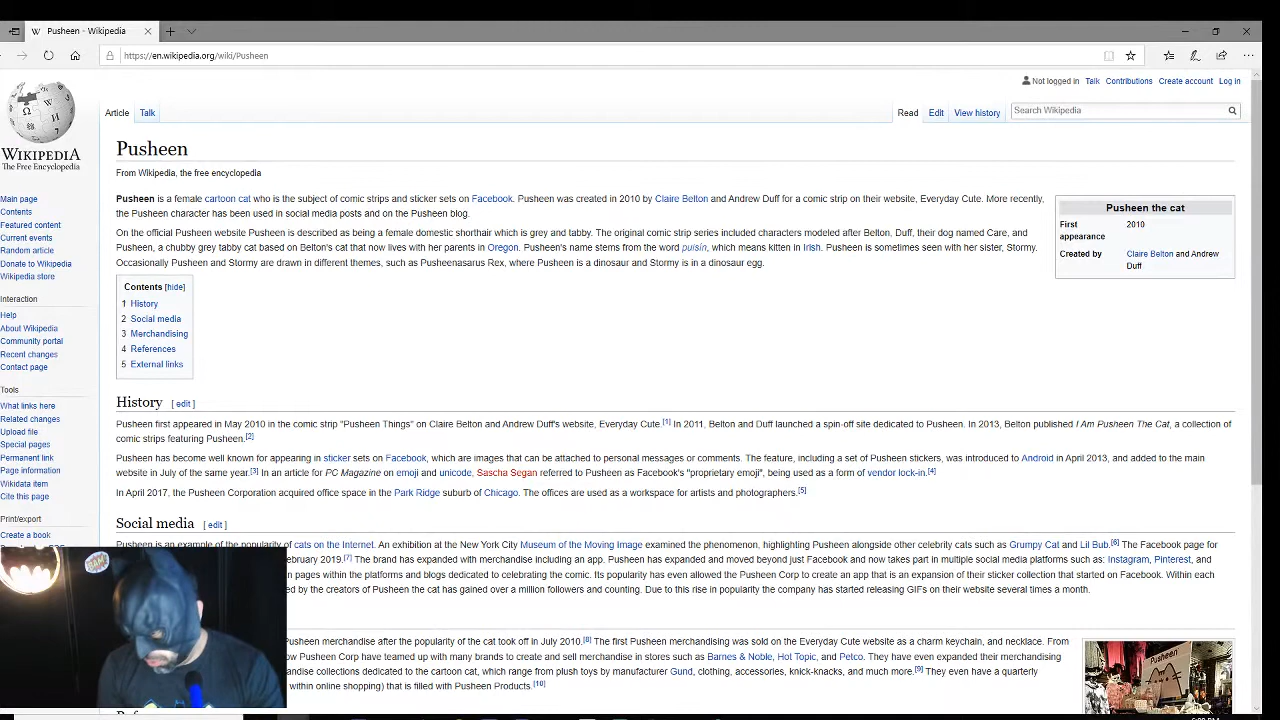 Pusheen - Wikipedia
https://en.wikipedia.org/wiki/Pusheen
Not logged in Talk Contributions Create account Log in
Article Talk Read Edit View history Search Wikipedia
WIKIPEDIA
The Free Encyclopedia
Main page
Contents
Featured content
Current events
Random article
Donate to Wikipedia
Wikipedia store
Interaction
Help
About Wikipedia
Community portal
Recent changes
Contact page
Tools
What links here
Related changes
Upload file
Special pages
Permanent link
Page information
Wikidata item
Cite this page
Print/export
Create a book
Pusheen
From Wikipedia, the free encyclopedia
Pusheen is a female cartoon cat who is the subject of comic strips and sticker sets on Facebook. Pusheen was created in 2010 by Claire Belton and Andrew Duff for a comic strip on their website, Everyday Cute. More recently,
the Pusheen character has been used in social media posts and on the Pusheen blog.
On the official Pusheen website Pusheen is described as being a female domestic shorthair which is grey and tabby. The original comic strip series included characters modeled after Belton, Duff, their dog named Care, and
Pusheen, a chubby grey tabby cat based on Belton's cat that now lives with her parents in Oregon. Pusheen's name stems from the word puisín, which means kitten in Irish. Pusheen is sometimes seen with her sister, Stormy.
Occasionally Pusheen and Stormy are drawn in different themes, such as Pusheenasarus Rex, where Pusheen is a dinosaur and Stormy is in a dinosaur egg.
Pusheen the cat
First appearance 2010
Created by Claire Belton and Andrew
Duff
Contents [hide]
1 History
2 Social media
3 Merchandising
4 References
5 External links
History [ edit ]
Pusheen first appeared in May 2010 in the comic strip "Pusheen Things" on Claire Belton and Andrew Duff's website, Everyday Cute.[1] In 2011, Belton and Duff launched a spin-off site dedicated to Pusheen. In 2013, Belton published I Am Pusheen The Cat, a collection of
comic strips featuring Pusheen.[2]
Pusheen has become well known for appearing in sticker sets on Facebook, which are images that can be attached to personal messages or comments. The feature, including a set of Pusheen stickers, was introduced to Android in April 2013, and added to the main
website in July of the same year.[3] In an article for PC Magazine on emoji and unicode, Sascha Segan referred to Pusheen as Facebook's "proprietary emoji", being used as a form of vendor lock-in.[4]
In April 2017, the Pusheen Corporation acquired office space in the Park Ridge suburb of Chicago. The offices are used as a workspace for artists and photographers.[5]
Social media [ edit ]
Pusheen is an example of the popularity of cats on the Internet. An exhibition at the New York City Museum of the Moving Image examined the phenomenon, highlighting Pusheen alongside other celebrity cats such as Grumpy Cat and Lil Bub.[6] The Facebook page for
ebruary 2019.[7] The brand has expanded with merchandise including an app. Pusheen has expanded and moved beyond just Facebook and now takes part in multiple social media platforms such as: Instagram, Pinterest,
n pages within the platforms and blogs dedicated to celebrating the comic. Its popularity has even allowed the Pusheen Corp to create an app that is an expansion of their sticker collection that started on Facebook. Within each
ed by the creators of Pusheen the cat has gained over a million followers and counting. Due to this rise in popularity the company has started releasing GIFs on their website several times a month.
Pusheen merchandise after the popularity of the cat took off in July 2010.[8] The first Pusheen merchandising was sold on the Everyday Cute website as a charm keychain, and necklace. From
ow Pusheen Corp have teamed up with many brands to create and sell merchandise in stores such as Barnes & Noble, Hot Topic, and Petco. They have even expanded their merchandising
ndise collections dedicated to the cartoon cat, which range from plush toys by manufacturer Gund, clothing, accessories, knick-knacks, and much more.[9] They even have a quarterly
within online shopping) that is filled with Pusheen Products.[10]
Pusheen